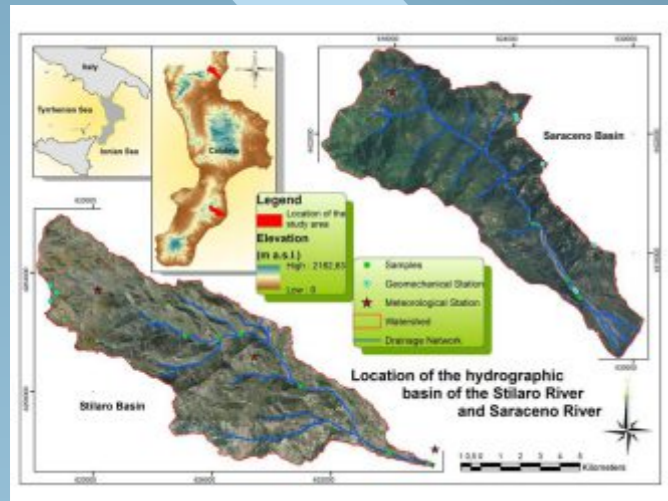 Italy
Tyrrhenian Sea
Ionian Sea
Calabria
Saraceno Basin
Legend
Location of the
study area
Elevation
(m a.s.l.)
High : 2182,63
Low : 0
Samples
Geomechanical Station
Meteorological Station
Watershed
Drainage Network
Stilaro Basin
Location of the hydrographic
basin of the Stilaro River
and Saraceno River
Kilometers